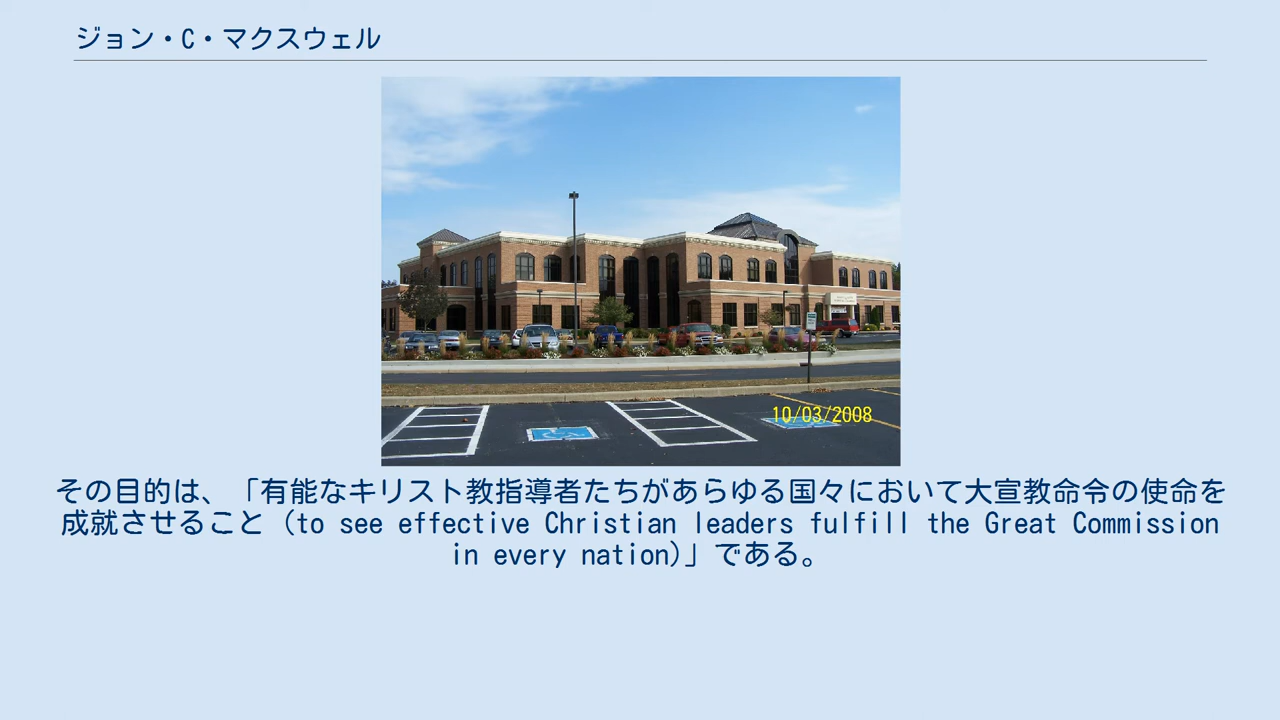 ジョン・C・マクスウェル
10/03/2008
その目的は、「有能なキリスト教指導者たちがあらゆる国々において大宣教命令の使命を
成就させること (to see effective Christian leaders fulfill the Great Commission
in every nation)」である。